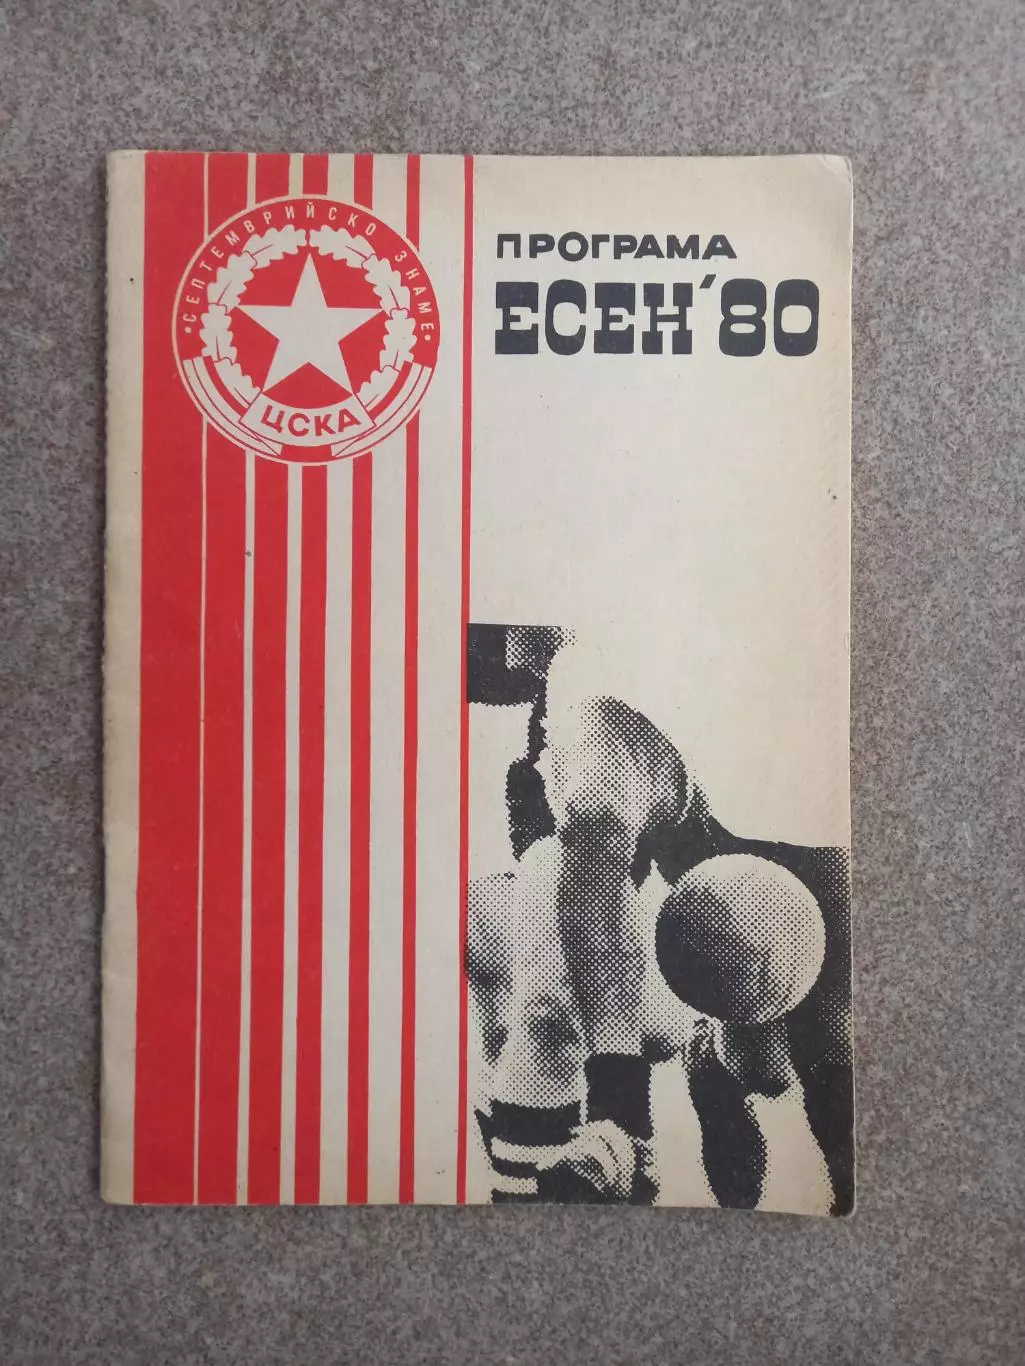 •СЕПТЕМВРИЙСКО ЗНАМЕ•
ЦСКА
ПРОГРАМА
ЕСЕН'80